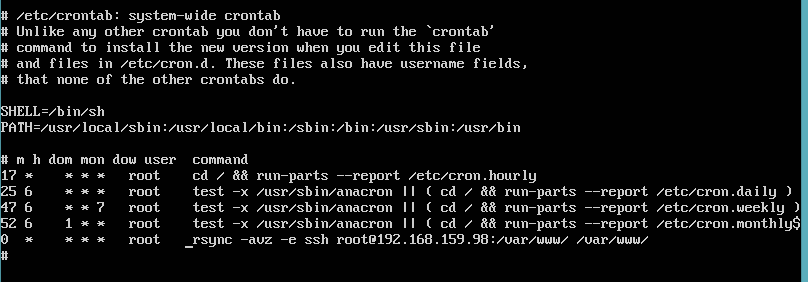 # /etc/crontab: system-wide crontab
# Unlike any other crontab you don't have to run the `crontab'
# command to install the new version when you edit this file
# and files in /etc/cron.d. These files also have username fields,
# that none of the other crontabs do.
SHELL=/bin/sh
PATH=/usr/local/sbin:/usr/local/bin:/sbin:/bin:/usr/sbin:/usr/bin
# m h dom mon dow user  command
17 *    * * *   root    cd / && run-parts --report /etc/cron.hourly
25 6    * * *   root    test -x /usr/sbin/anacron || ( cd / && run-parts --report /etc/cron.daily )
47 6    * * 7   root    test -x /usr/sbin/anacron || ( cd / && run-parts --report /etc/cron.weekly )
52 6    1 * *   root    test -x /usr/sbin/anacron || ( cd / && run-parts --report /etc/cron.monthly$
0  *    * * *   root    rsync -avz -e ssh root@192.168.159.98:/var/www/ /var/www/
#